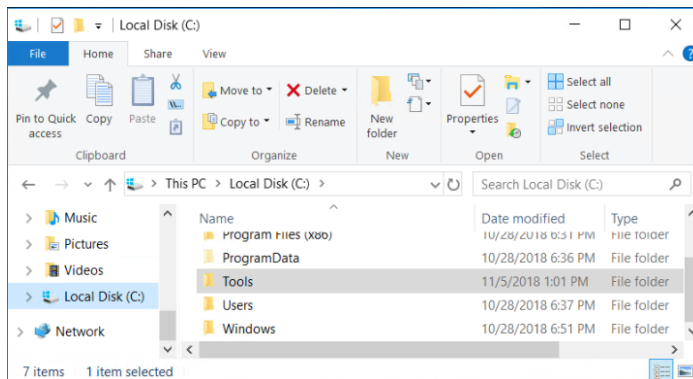 Local Disk (C:)
File Home Share View
Pin to Quick access
Copy
Paste
W...
Move to
Copy to
Delete
Rename
New folder
Properties
Select all
Select none
Invert selection
Clipboard Organize New Open Select
This PC > Local Disk (C:) >
Search Local Disk (C:)
Music
Pictures
Videos
Local Disk (C:)
Network
Name Date modified Type
Program Files (x86) 10/28/2018 6:31 PM File folder
ProgramData 10/28/2018 6:36 PM File folder
Tools 11/5/2018 1:01 PM File folder
Users 10/28/2018 6:37 PM File folder
Windows 10/28/2018 6:51 PM File folder
7 items 1 item selected